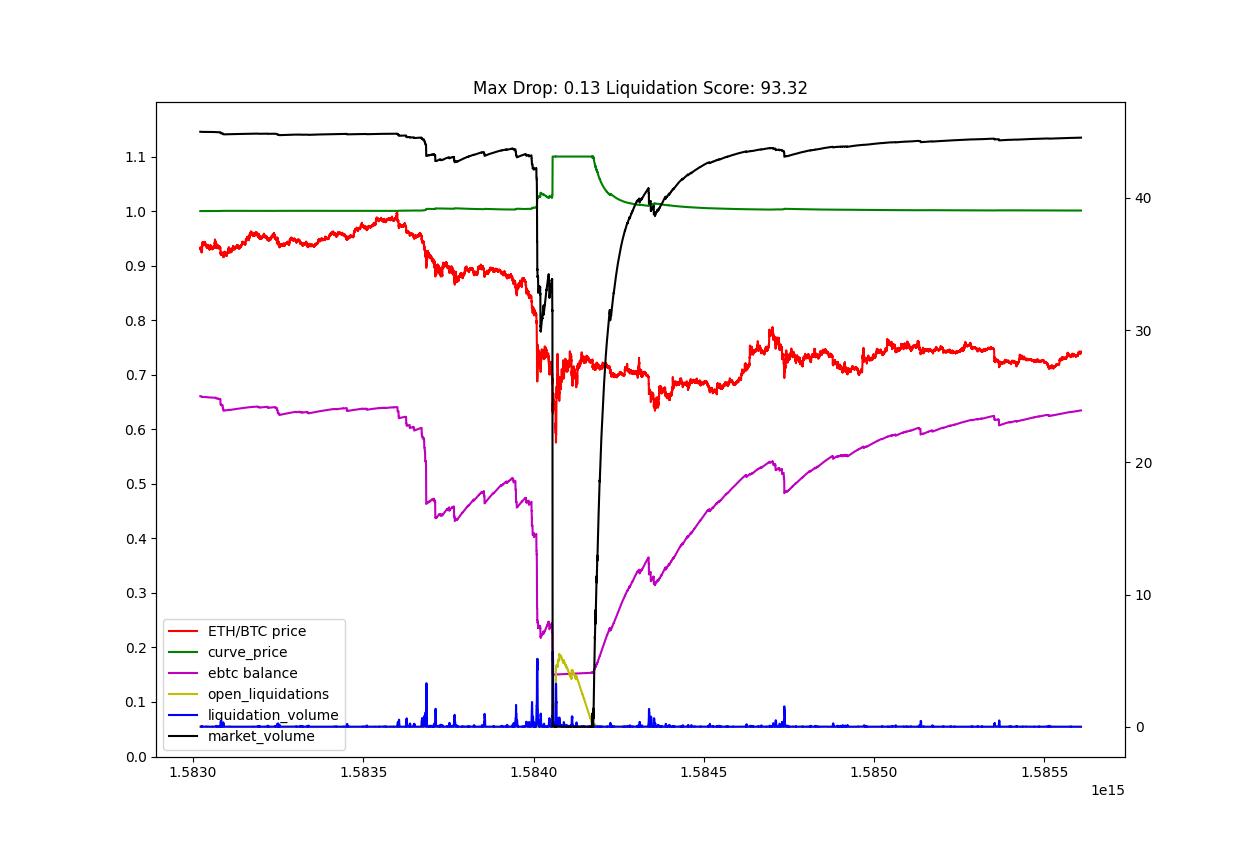 Max Drop: 0.13 Liquidation Score: 93.32
1.1
1.0
0.9
0.8
0.7
0.6
0.5
0.4
0.3
0.2
0.1
0.0
40
30
20
10
0
ETH/BTC price
curve_price
ebtc balance
open_liquidations
liquidation_volume
market_volume
1.5830
1.5835
1.5840
1.5845
1.5850
1.5855
1e15